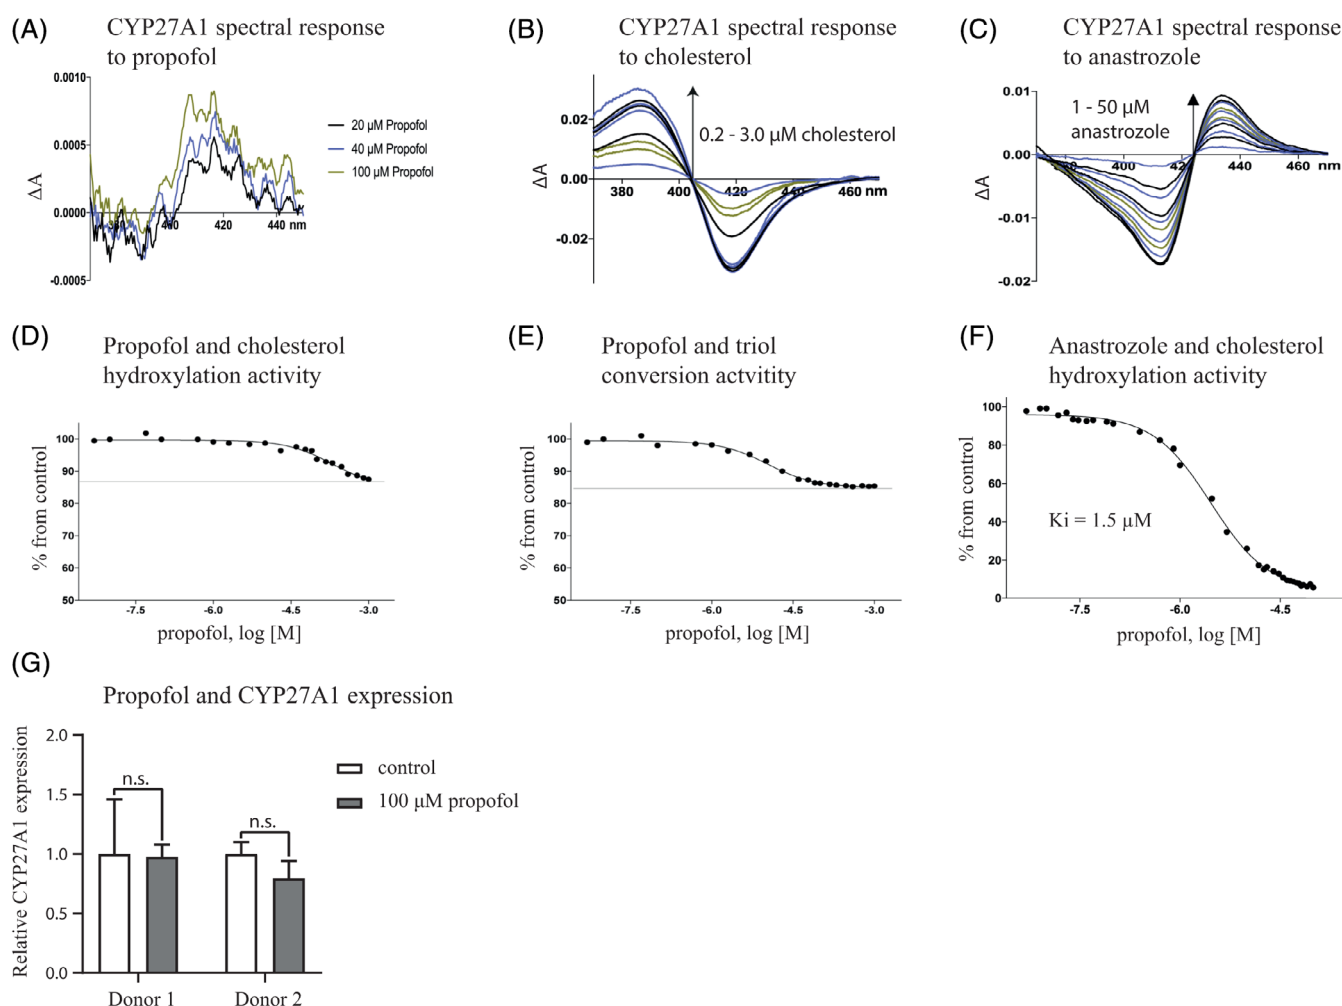 (A)
CYP27A1 spectral response
to propofol
0.0010
0.0005
0.0000
-0.0005
ΔA
420
440 nm
20 µM Propofol
40 µM Propofol
100 µM Propofol
(B)
CYP27A1 spectral response
to cholesterol
0.02
0.00
-0.02
ΔA
380
400
420
440
460 nm
0.2 - 3.0 µM cholesterol
(C)
CYP27A1 spectral response
to anastrozole
0.01
0.00
-0.01
-0.02
ΔA
380
400
420
440
nm
460
1 - 50 µM
anastrozole
(D)
Propofol and cholesterol
hydroxylation activity
100
90
80
70
60
50
% from control
-7.5
-6.0
-4.5
-3.0
propofol, log [M]
(E)
Propofol and triol
conversion actvitity
100
90
80
70
60
50
% from control
-7.5
-6.0
-4.5
-3.0
propofol, log [M]
(F)
Anastrozole and cholesterol
hydroxylation activity
100
80
60
40
20
0
% from control
Ki = 1.5 µM
-7.5
-6.0
-4.5
propofol, log [M]
(G)
Propofol and CYP27A1 expression
2.0
1.5
1.0
0.5
0.0
Relative CYP27A1 expression
n.s.
n.s.
control
100 µM propofol
Donor 1
Donor 2